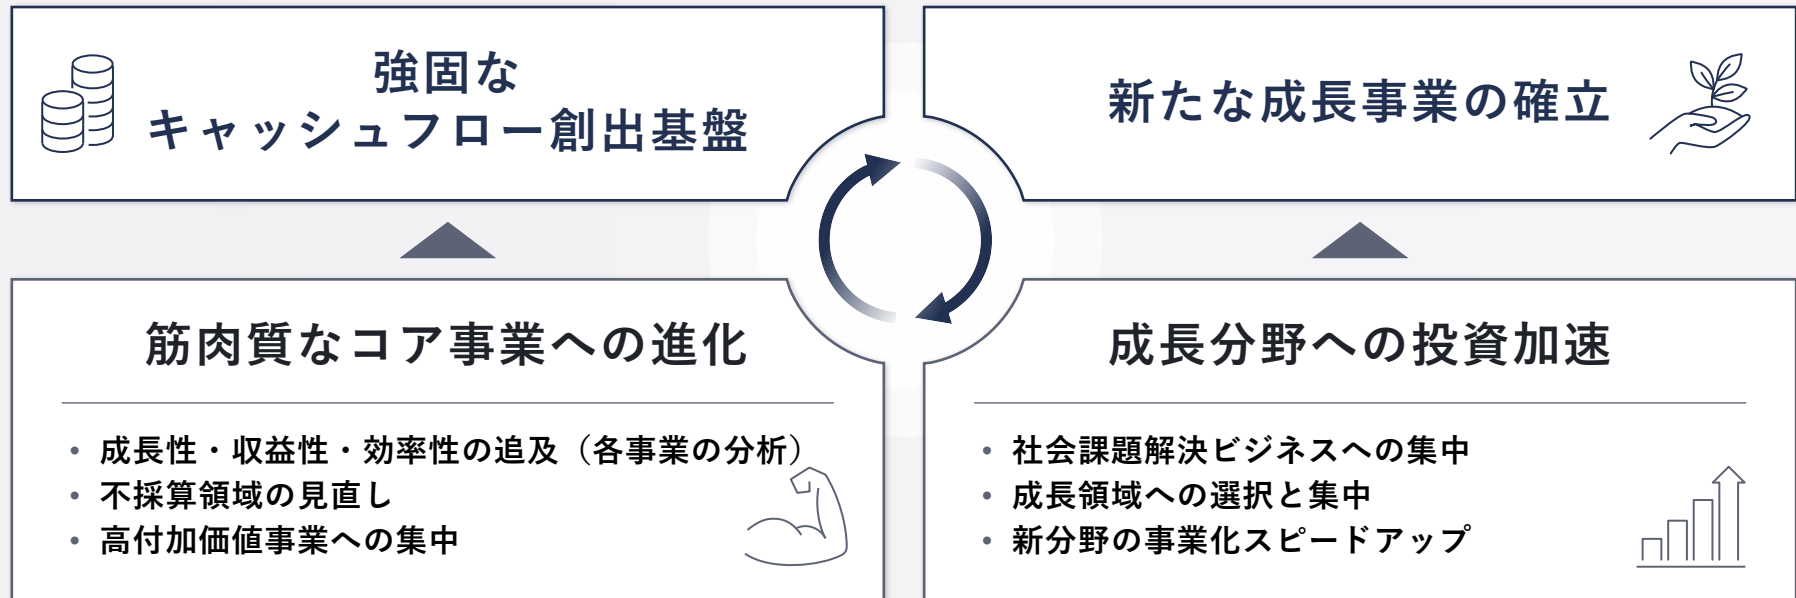 強固な
キャッシュフロー創出基盤
新たな成長事業の確立
筋肉質なコア事業への進化
・成長性・収益性・効率性の追及（各事業の分析）
・不採算領域の見直し
・高付加価値事業への集中
成長分野への投資加速
・社会課題解決ビジネスへの集中
・成長領域への選択と集中
・新分野の事業化スピードアップ